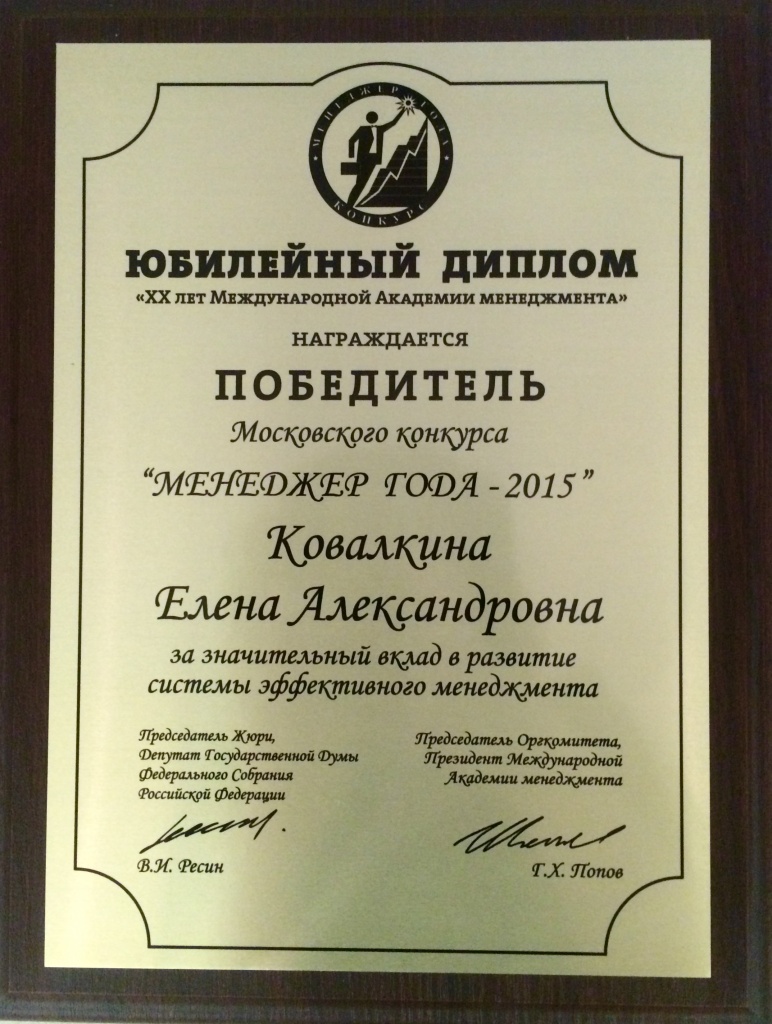 МЕНЕДЖЕР ГОДА
КОНКУРС
ЮБИЛЕЙНЫЙ ДИПЛОМ
«XX лет Международной Академии менеджмента»
НАГРАЖДАЕТСЯ
ПОБЕДИТЕЛЬ
Московского конкурса
“МЕНЕДЖЕР ГОДА - 2015”
Ковалкина
Елена Александровна
за значительный вклад в развитие
системы эффективного менеджмента
Председатель Жюри,
Депутат Государственной Думы
Федерального Собрания
Российской Федерации
В.И. Ресин
Председатель Оргкомитета,
Президент Международной
Академии менеджмента
Г.Х. Попов